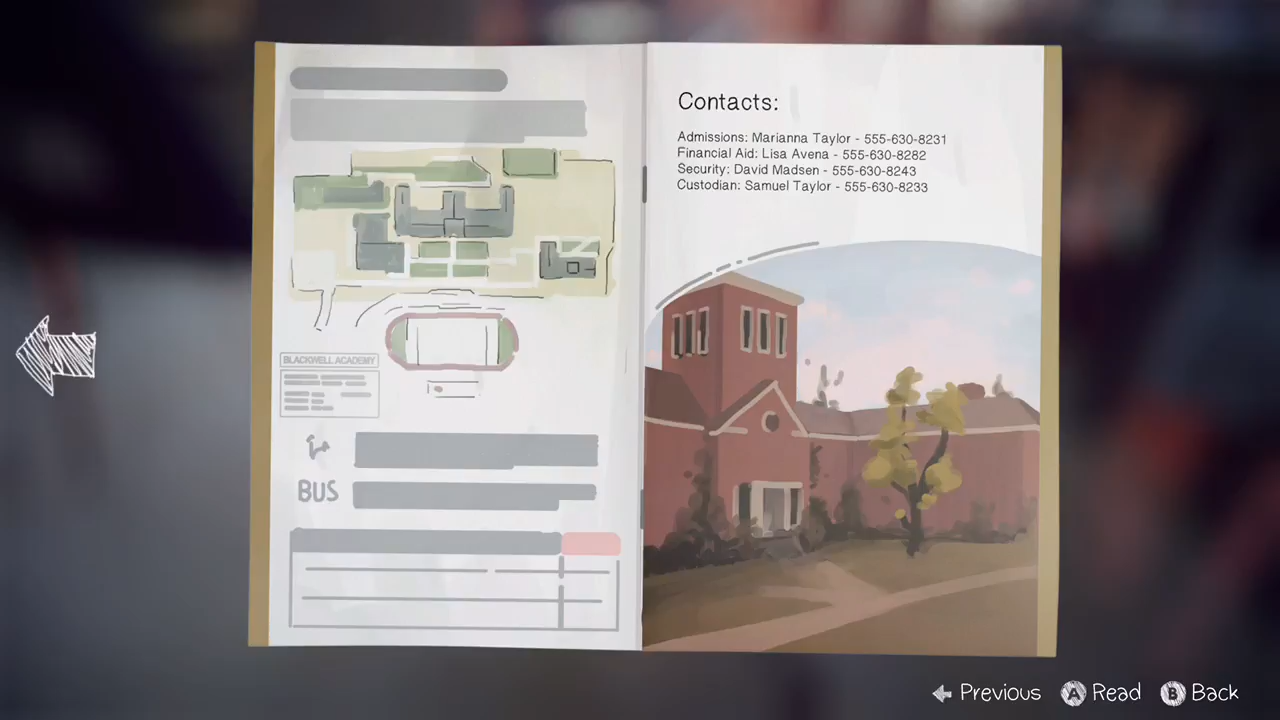 BLACKWELL ACADEMY
BUS
Contacts:
Admissions: Marianna Taylor - 555-630-8231
Financial Aid: Lisa Avena - 555-630-8282
Security: David Madsen - 555-630-8243
Custodian: Samuel Taylor - 555-630-8233
Previous A Read B Back